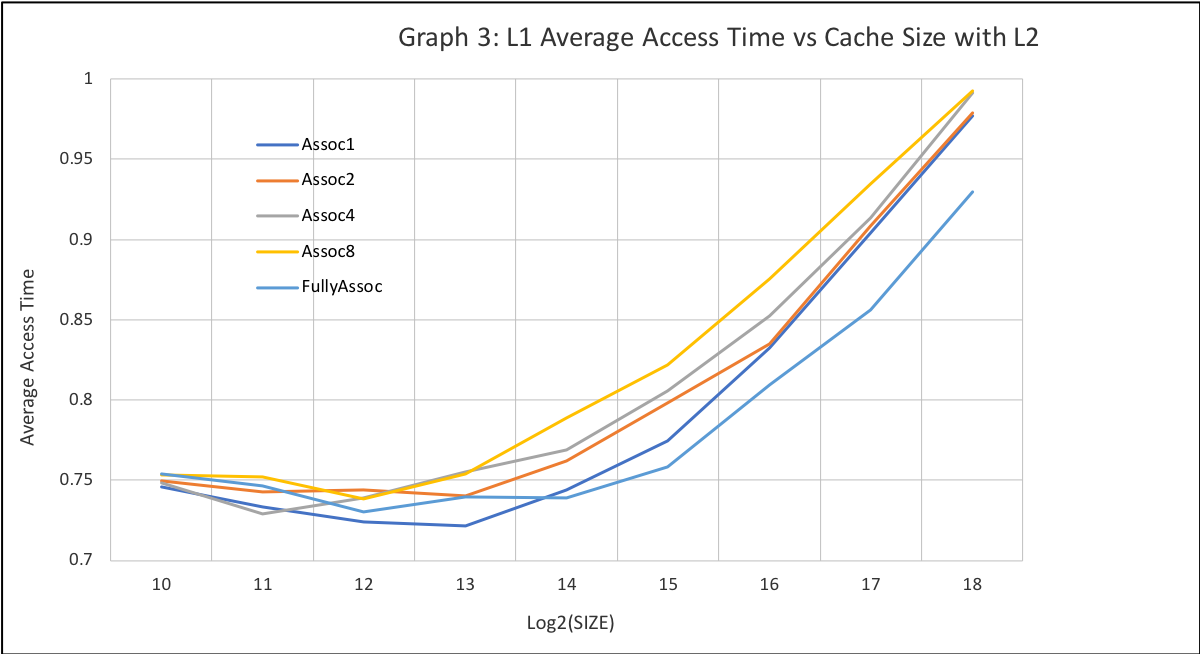 Graph 3: L1 Average Access Time vs Cache Size with L2
1
0.95
0.9
0.85
0.8
0.75
0.7
Average Access Time
Assoc1
Assoc2
Assoc4
Assoc8
FullyAssoc
10 11 12 13 14 15 16 17 18
Log2(SIZE)